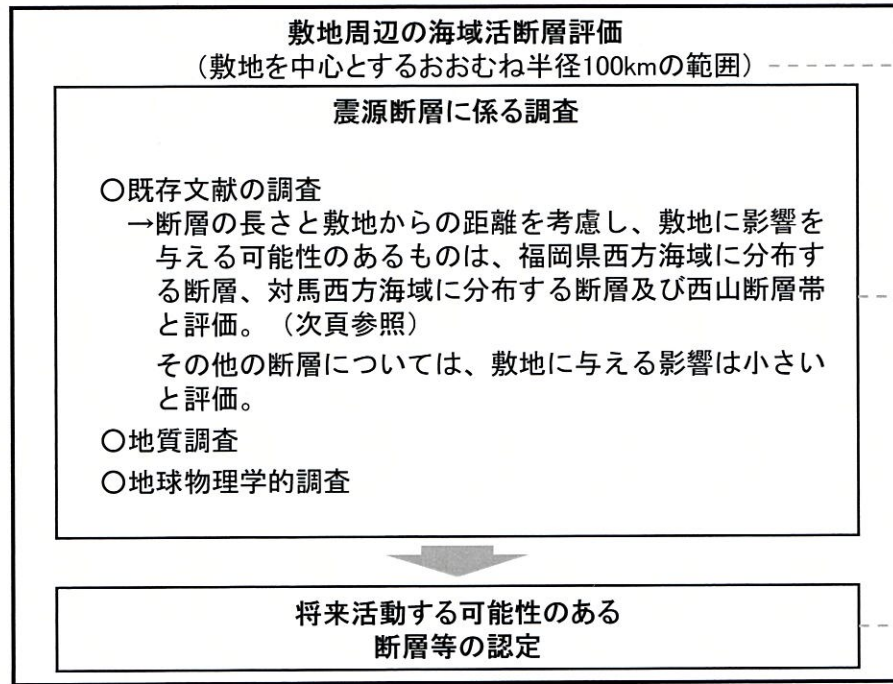 敷地周辺の海域活断層評価
(敷地を中心とするおおむね半径100kmの範囲)
震源断層に係る調査
○既存文献の調査
→断層の長さと敷地からの距離を考慮し、敷地に影響を
与える可能性のあるものは、福岡県西方海域に分布す
る断層、対馬西方海域に分布する断層及び西山断層帯
と評価。(次頁参照)
その他の断層については、敷地に与える影響は小さい
と評価。
○地質調査
○地球物理学的調査
将来活動する可能性のある
断層等の認定